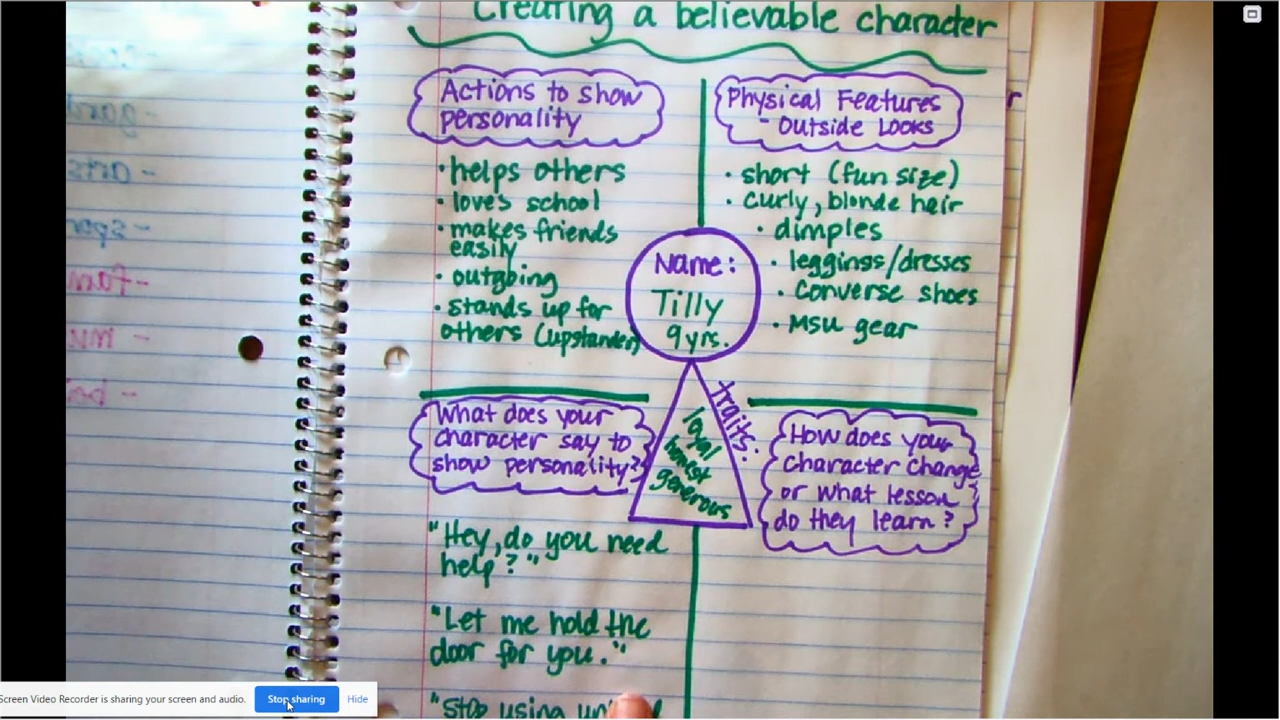 Creating a believable character
Actions to show
personality
• helps others
• loves school
• makes friends
easily
• outgoing
• stands up for
others (upstander)
Physical Features
- Outside Looks
• short (fun size)
• curly, blonde hair
• dimples
• leggings/dresses
• Converse shoes
• MSU gear
Name:
Tilly
9 yrs.
traits:
loyal
honest
generous
What does your
character say to
show personality?
"Hey, do you need
help?"
"Let me hold the
door for you."
"Stop using
How does your
character change
or what lesson
do they learn?
Screen Video Recorder is sharing your screen and audio.
Stop sharing
Hide